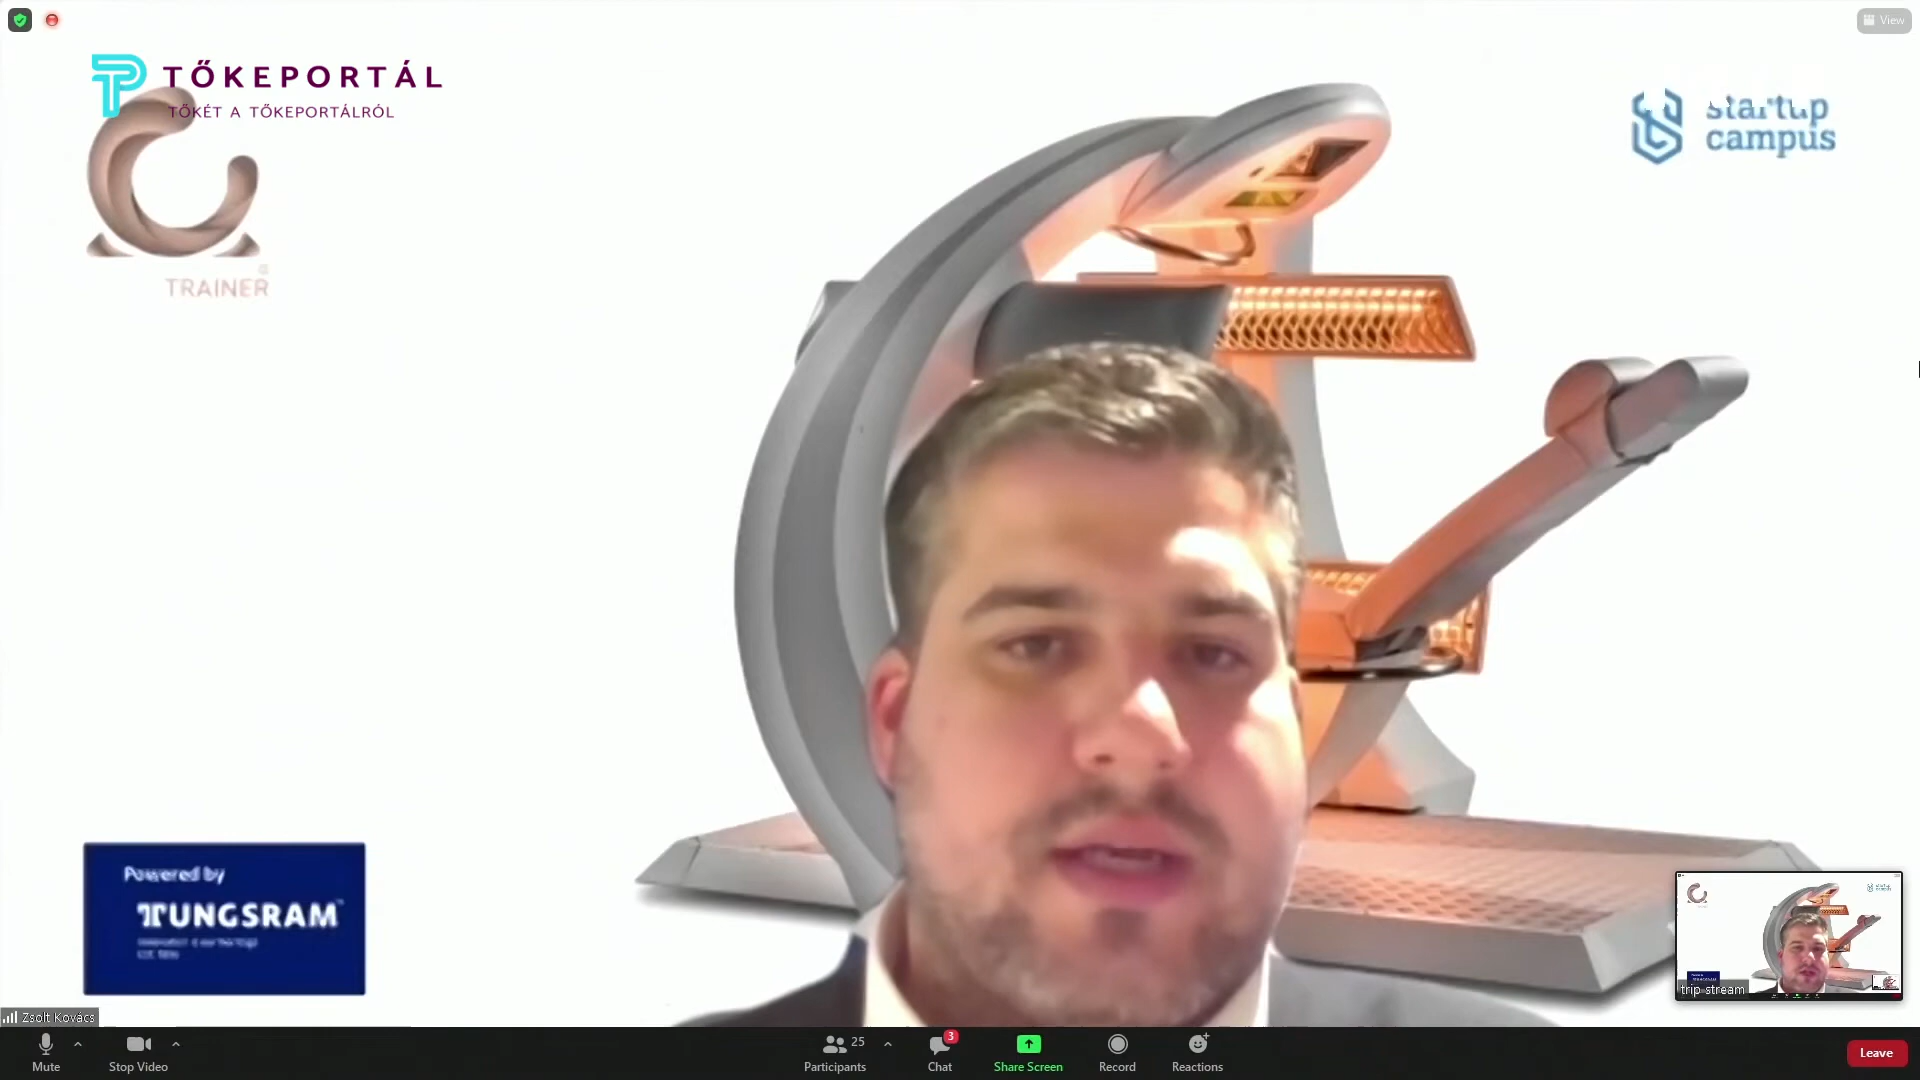 View
TŐKEPORTÁL
TŐKÉT A TŐKEPORTÁLRÓL
TRAINER
startup
campus
Powered by
TUNGSRAM
trip stream
Zsolt Kovács
Mute
Stop Video
25
Participants
3
Chat
Share Screen
Record
Reactions
Leave